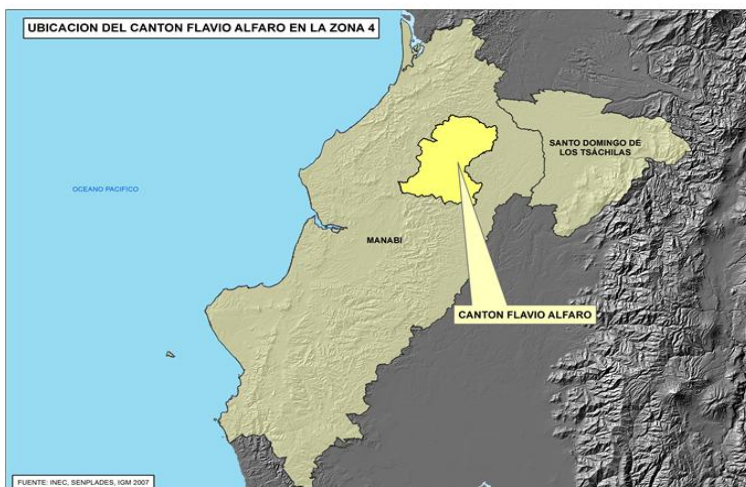 UBICACION DEL CANTON FLAVIO ALFARO EN LA ZONA 4
SANTO DOMINGO DE
LOS TSÁCHILAS
OCEANO PACIFICO
MANABI
CANTON FLAVIO ALFARO
FUENTE: INEC, SENPLADES, IGM 2007